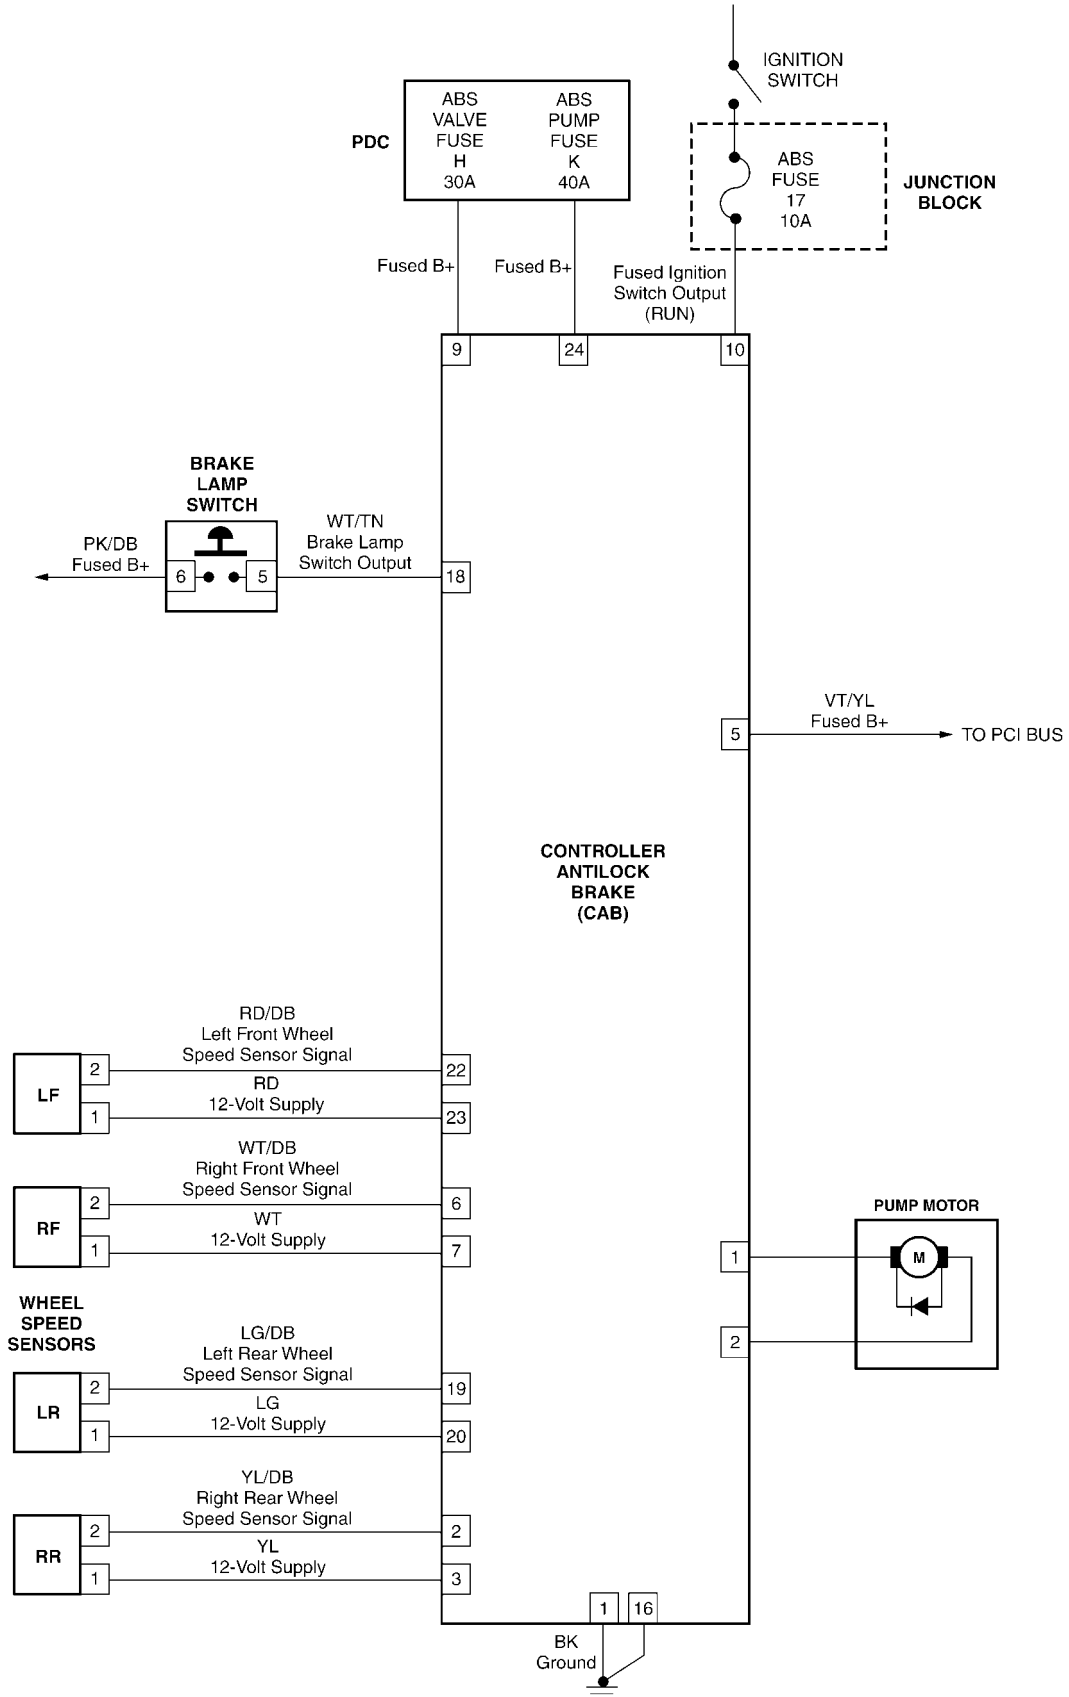 IGNITION
SWITCH
PDC
ABS
VALVE
FUSE
H
30A
ABS
PUMP
FUSE
K
40A
ABS
FUSE
17
10A
JUNCTION
BLOCK
Fused B+
Fused B+
Fused Ignition
Switch Output
(RUN)
9
24
10
BRAKE
LAMP
SWITCH
PK/DB
Fused B+
6
5
WT/TN
Brake Lamp
Switch Output
18
VT/YL
Fused B+
5
TO PCI BUS
CONTROLLER
ANTILOCK
BRAKE
(CAB)
RD/DB
Left Front Wheel
Speed Sensor Signal
LF
2
22
RD
12-Volt Supply
1
23
WT/DB
Right Front Wheel
Speed Sensor Signal
RF
2
6
WT
12-Volt Supply
1
7
PUMP MOTOR
1
M
2
WHEEL
SPEED
SENSORS
LG/DB
Left Rear Wheel
Speed Sensor Signal
LR
2
19
LG
12-Volt Supply
1
20
YL/DB
Right Rear Wheel
Speed Sensor Signal
RR
2
2
YL
12-Volt Supply
1
3
1
16
BK
Ground